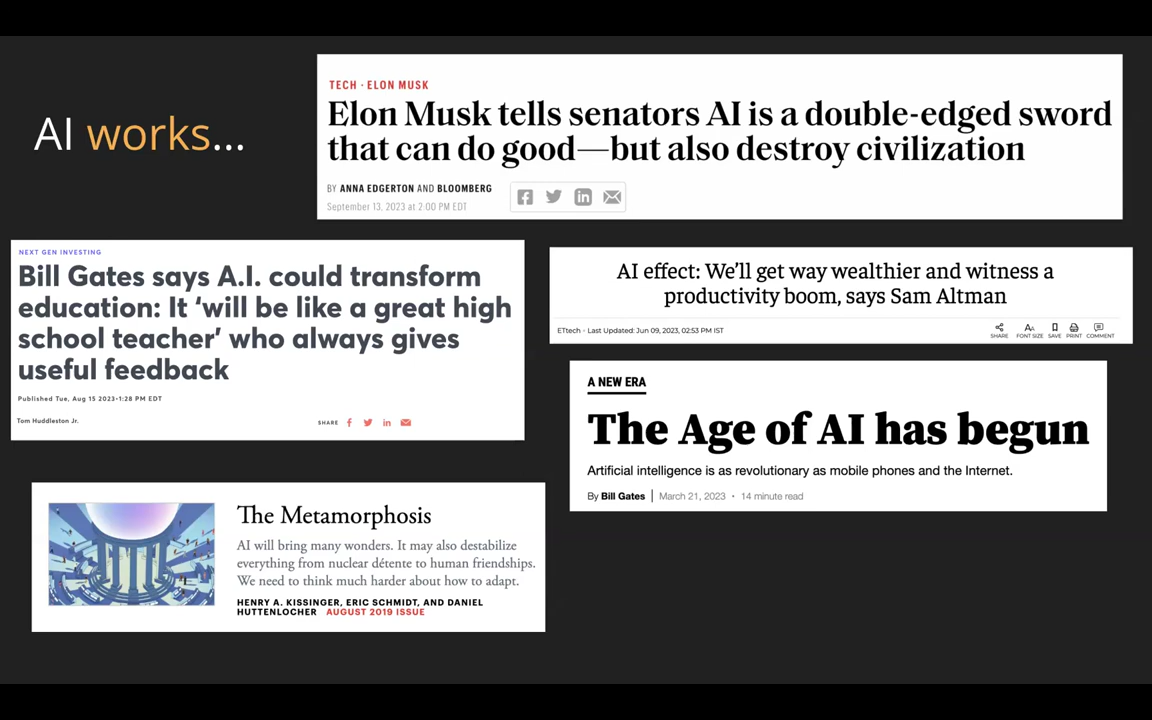 AI works...
TECH · ELON MUSK
Elon Musk tells senators AI is a double-edged sword
that can do good—but also destroy civilization
BY ANNA EDGERTON AND BLOOMBERG
September 13, 2023 at 2:00 PM EDT
NEXT GEN INVESTING
Bill Gates says A.I. could transform
education: It ‘will be like a great high
school teacher’ who always gives
useful feedback
Published Tue, Aug 15 2023•1:28 PM EDT
Tom Huddleston Jr.
SHARE
AI effect: We’ll get way wealthier and witness a
productivity boom, says Sam Altman
ETtech · Last Updated: Jun 09, 2023, 02:53 PM IST
SHARE FONT SIZE SAVE PRINT COMMENT
A NEW ERA
The Age of AI has begun
Artificial intelligence is as revolutionary as mobile phones and the Internet.
By Bill Gates | March 21, 2023 • 14 minute read
The Metamorphosis
AI will bring many wonders. It may also destabilize
everything from nuclear détente to human friendships.
We need to think much harder about how to adapt.
HENRY A. KISSINGER, ERIC SCHMIDT, AND DANIEL
HUTTENLOCHER AUGUST 2019 ISSUE